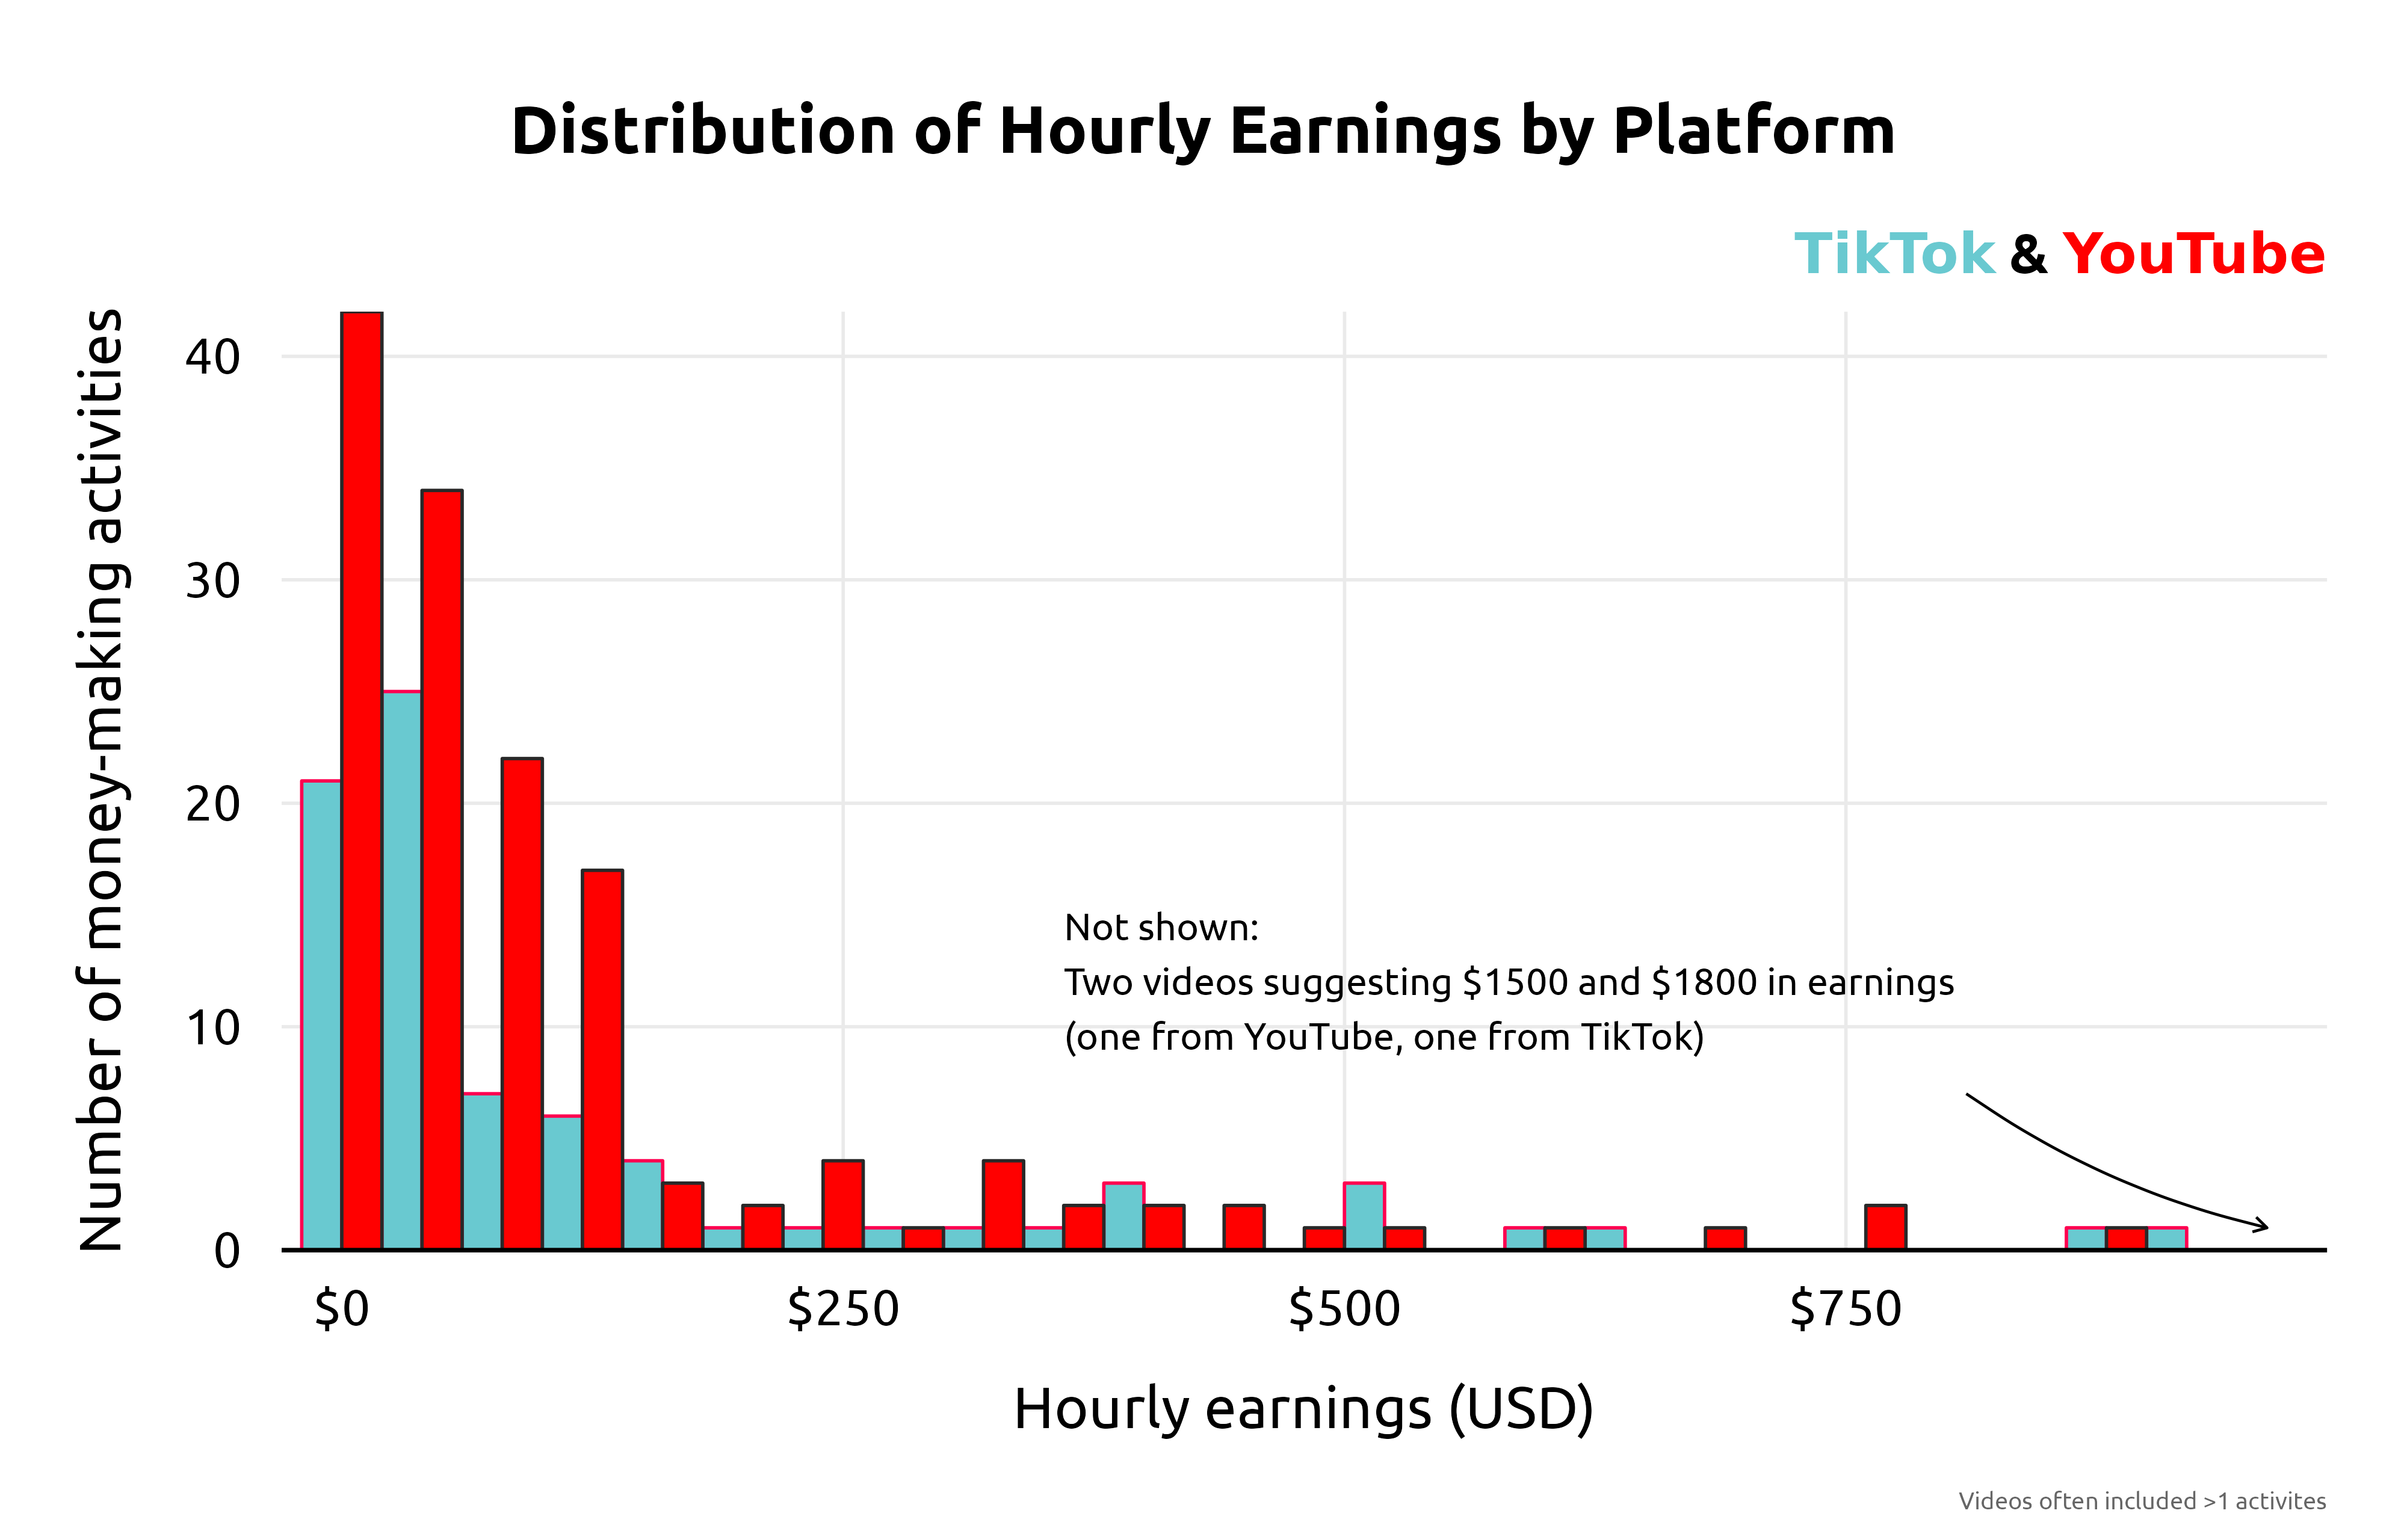 Distribution of Hourly Earnings by Platform
TikTok & YouTube
Number of money-making activities
40
30
20
10
0
Not shown:
Two videos suggesting $1500 and $1800 in earnings
(one from YouTube, one from TikTok)
$0 $250 $500 $750
Hourly earnings (USD)
Videos often included >1 activites